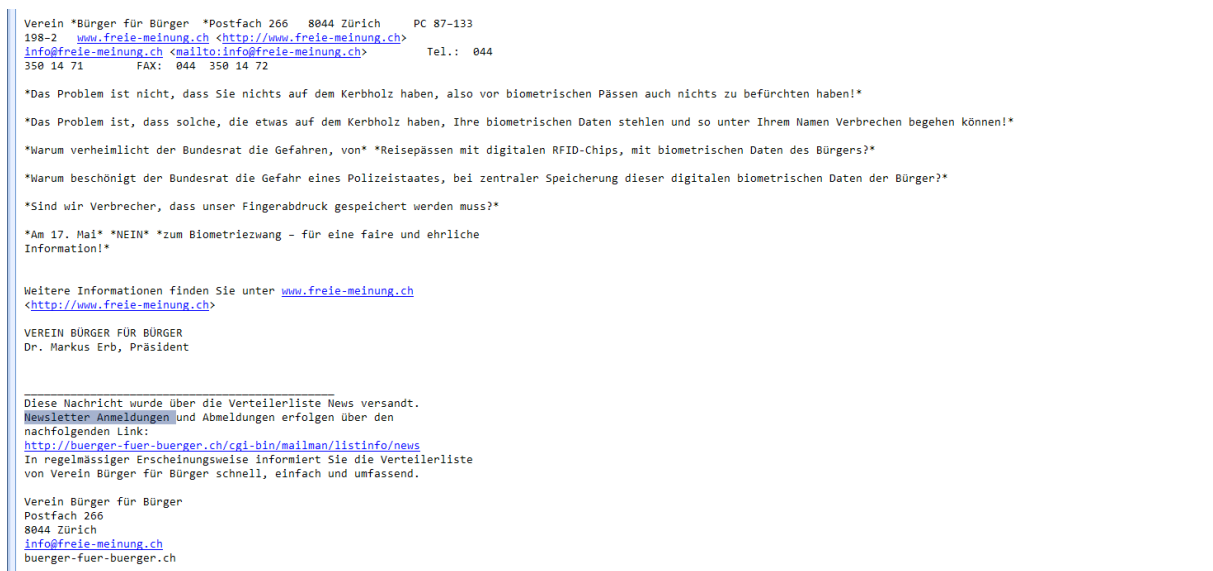 Verein *Bürger für Bürger  *Postfach 266   8044 Zürich     PC 87-133
198-2   www.freie-meinung.ch <http://www.freie-meinung.ch>
info@freie-meinung.ch <mailto:info@freie-meinung.ch>         Tel.:  044
350 14 71        FAX:  044  350 14 72
*Das Problem ist nicht, dass Sie nichts auf dem Kerbholz haben, also vor biometrischen Pässen auch nichts zu befürchten haben!*
*Das Problem ist, dass solche, die etwas auf dem Kerbholz haben, Ihre biometrischen Daten stehlen und so unter Ihrem Namen Verbrechen begehen können!*
*Warum verheimlicht der Bundesrat die Gefahren, von* *Reisepässen mit digitalen RFID-Chips, mit biometrischen Daten des Bürgers?*
*Warum beschönigt der Bundesrat die Gefahr eines Polizeistaates, bei zentraler Speicherung dieser digitalen biometrischen Daten der Bürger?*
*Sind wir Verbrecher, dass unser Fingerabdruck gespeichert werden muss?*
*Am 17. Mai* *NEIN* *zum Biometriezwang – für eine faire und ehrliche
Information!*
Weitere Informationen finden Sie unter www.freie-meinung.ch
<http://www.freie-meinung.ch>
VEREIN BÜRGER FÜR BÜRGER
Dr. Markus Erb, Präsident
_______________________________________________
Diese Nachricht wurde über die Verteilerliste News versandt.
Newsletter Anmeldungen und Abmeldungen erfolgen über den
nachfolgenden Link:
http://buerger-fuer-buerger.ch/cgi-bin/mailman/listinfo/news
In regelmässiger Erscheinungsweise informiert Sie die Verteilerliste
von Verein Bürger für Bürger schnell, einfach und umfassend.
Verein Bürger für Bürger
Postfach 266
8044 Zürich
info@freie-meinung.ch
buerger-fuer-buerger.ch